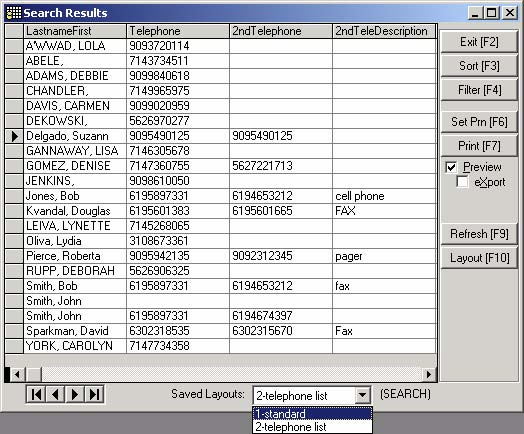 Search Results
LastnameFirst Telephone 2ndTelephone 2ndTeleDescription
A'WWAD, LOLA 9093720114
ABELE, 7143734511
ADAMS, DEBBIE 9099840618
CHANDLER, 7149965975
DAVIS, CARMEN 9099020959
DEKOWSKI, 5626970277
Delgado, Suzann 9095490125 9095490125
GANNAWAY, LISA 7146305678
GOMEZ, DENISE 7147360755 5627221713
JENKINS, 9098610050
Jones, Bob 6195897331 6194653212 cell phone
Kvandal, Douglas 6195601383 6195601665 FAX
LEIVA, LYNETTE 7145268065
Oliva, Lydia 3108673361
Pierce, Roberta 9095942135 9092312345 pager
RUPP, DEBORAH 5626906325
Smith, Bob 6195897331 6194653212 fax
Smith, John
Smith, John 6195897331 6194674397
Sparkman, David 6302318535 6302315670 Fax
YORK, CAROLYN 7147734358
Exit [F2]
Sort [F3]
Filter [F4]
Set Prn [F6]
Print [F7]
Preview
eXport
Refresh [F9]
Layout [F10]
Saved Layouts: 2-telephone list (SEARCH)
1-standard
2-telephone list